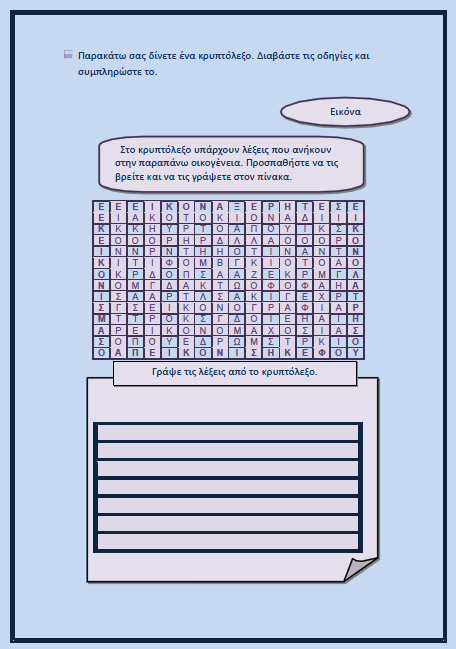 Παρακάτω σας δίνετε ένα κρυπτόλεξο. Διαβάστε τις οδηγίες και
συμπληρώστε το.
Εικόνα
Στο κρυπτόλεξο υπάρχουν λέξεις που ανήκουν
στην παραπάνω οικογένεια. Προσπαθήστε να τις
βρείτε και να τις γράψετε στον πίνακα.
Ε Ε Ε Ι Κ Ο Ν Α Ξ Ε Ρ Η Τ Ε Σ Ε
Ε Ι Α Κ Ο Τ Ο Κ Ι Ο Ν Α Δ Ι Ι Ι
Κ Κ Κ Η Υ Ρ Τ Ο Α Π Ο Υ Ι Κ Σ Κ
Ε Ο Ο Ο Ρ Η Ρ Δ Λ Λ Α Ο Ο Ο Ρ Ο
Ι Ν Ν Ρ Ν Τ Η Η Ο Τ Ι Ν Α Ν Τ Ν
Κ Ι Τ Ι Φ Ο Μ Β Γ Κ Ι Ο Τ Ο Α Ο
Ο Κ Ρ Δ Ο Π Σ Α Α Ζ Ε Κ Ρ Μ Γ Λ
Ν Ο Μ Γ Δ Α Κ Τ Ω Ο Φ Ο Φ Α Η Α
Ι Σ Α Α Ρ Τ Λ Σ Α Κ Ι Γ Ε Χ Ρ Τ
Σ Γ Σ Ε Ι Κ Ο Ν Ο Γ Ρ Α Φ Ι Α Ρ
Μ Τ Τ Ρ Ο Κ Σ Γ Δ Ο Ι Ε Η Α Ι Η
Α Ρ Ε Ι Κ Ο Ν Ο Μ Α Χ Ο Σ Ι Α Σ
Σ Ο Π Ο Υ Ε Δ Ρ Ω Μ Σ Τ Ρ Κ Ι Ο
Ο Α Π Ε Ι Κ Ο Ν Ι Σ Η Κ Ε Φ Ο Υ
Γράψε τις λέξεις από το κρυπτόλεξο.